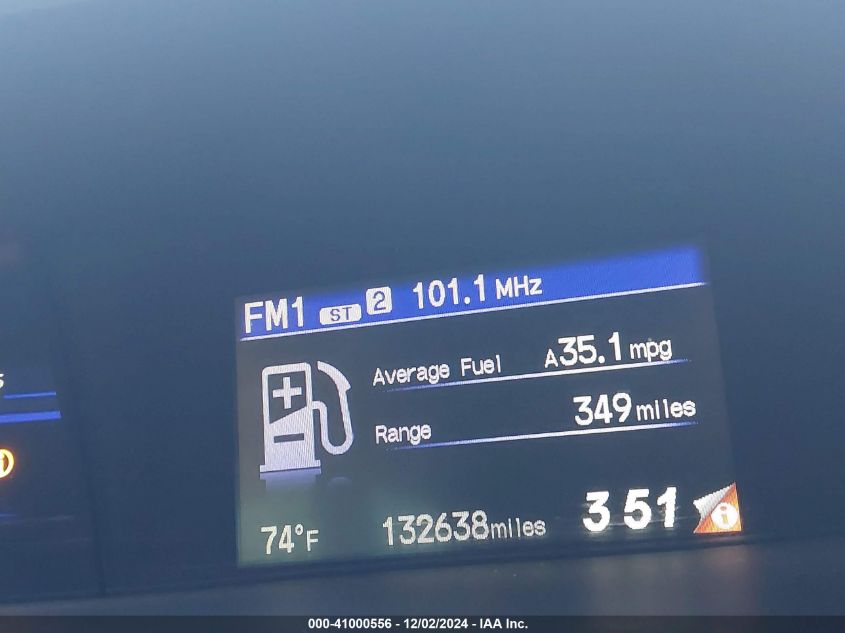 FM1 ST 2 101.1 MHz
Average Fuel A35.1 mpg
Range 349 miles
74°F 132638 miles 3 51 i
000-41000556 - 12/02/2024 - IAA Inc.